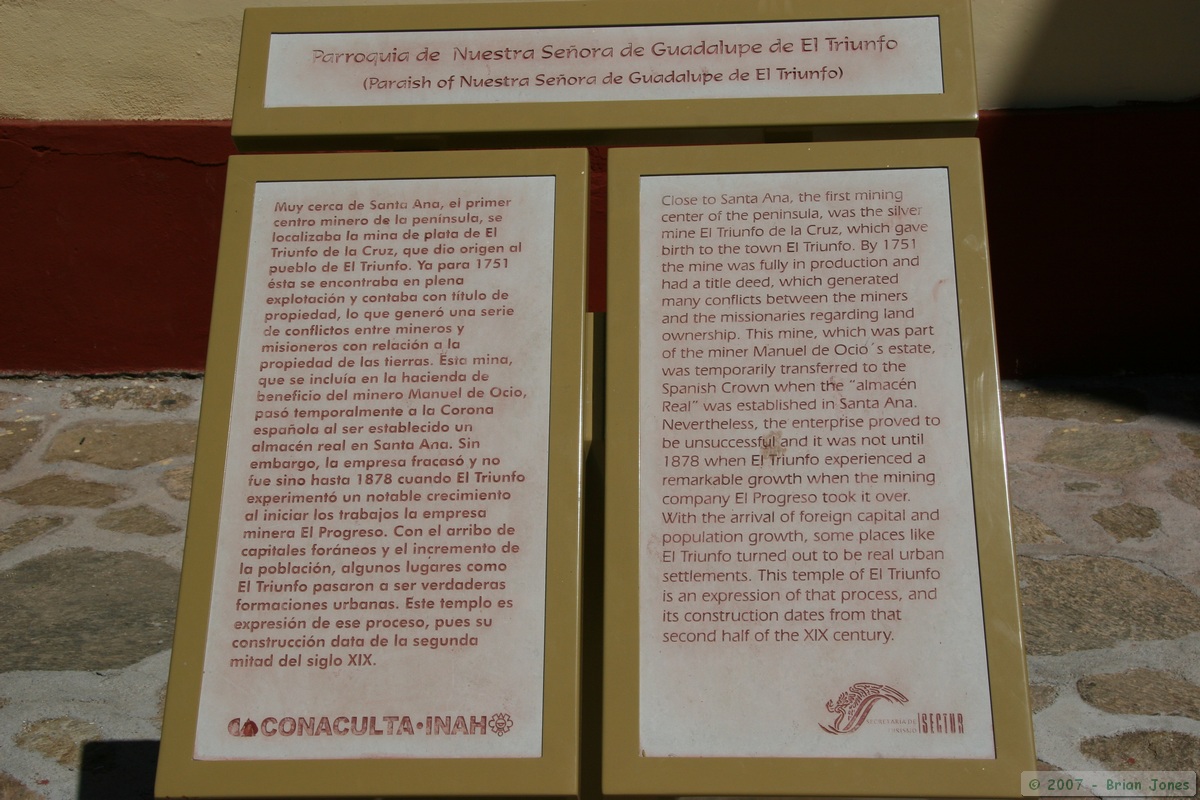 Parroquia de Nuestra Señora de Guadalupe de El Triunfo
(Paraish of Nuestra Señora de Guadalupe de El Triunfo)
Muy cerca de Santa Ana, el primer
centro minero de la península, se
localizaba la mina de plata de El
Triunfo de la Cruz, que dio origen al
pueblo de El Triunfo. Ya para 1751
ésta se encontraba en plena
explotación y contaba con título de
propiedad, lo que generó una serie
de conflictos entre mineros y
misioneros con relación a la
propiedad de las tierras. Esta mina,
que se incluía en la hacienda de
beneficio del minero Manuel de Ocio,
pasó temporalmente a la Corona
española al ser establecido un
almacén real en Santa Ana. Sin
embargo, la empresa fracasó y no
fue sino hasta 1878 cuando El Triunfo
experimentó un notable crecimiento
al iniciar los trabajos la empresa
minera El Progreso. Con el arribo de
capitales foráneos y el incremento de
la población, algunos lugares como
El Triunfo pasaron a ser verdaderas
formaciones urbanas. Este templo es
expresión de ese proceso, pues su
construcción data de la segunda
mitad del siglo XIX.
CONACULTA·INAH
Close to Santa Ana, the first mining
center of the peninsula, was the silver
mine El Triunfo de la Cruz, which gave
birth to the town El Triunfo. By 1751
the mine was fully in production and
had a title deed, which generated
many conflicts between the miners
and the missionaries regarding land
ownership. This mine, which was part
of the miner Manuel de Ocio´s estate,
was temporarily transferred to the
Spanish Crown when the "almacén
Real" was established in Santa Ana.
Nevertheless, the enterprise proved to
be unsuccessful and it was not until
1878 when El Triunfo experienced a
remarkable growth when the mining
company El Progreso took it over.
With the arrival of foreign capital and
population growth, some places like
El Triunfo turned out to be real urban
settlements. This temple of El Triunfo
is an expression of that process, and
its construction dates from that
second half of the XIX century.
SECRETARIA DE
TURISMO SECTUR
© 2007 - Brian Jones